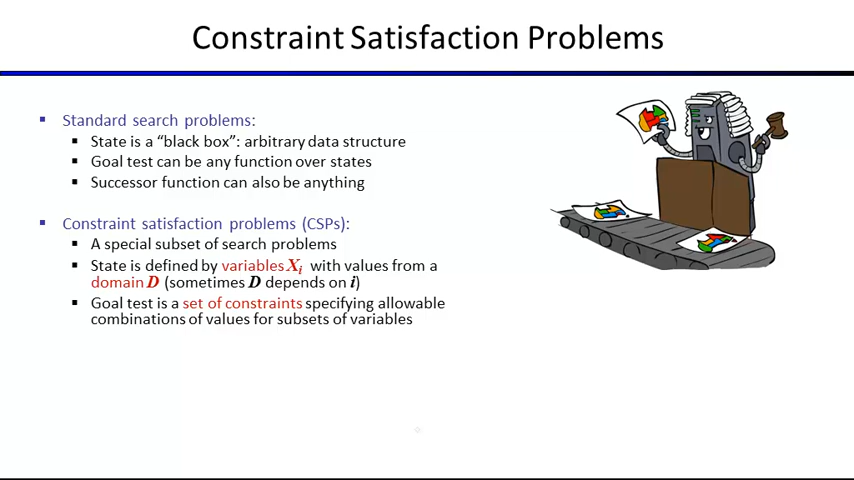 Constraint Satisfaction Problems
▪ Standard search problems:
▪ State is a “black box”: arbitrary data structure
▪ Goal test can be any function over states
▪ Successor function can also be anything
▪ Constraint satisfaction problems (CSPs):
▪ A special subset of search problems
▪ State is defined by variables Xi with values from a
domain D (sometimes D depends on i)
▪ Goal test is a set of constraints specifying allowable
combinations of values for subsets of variables